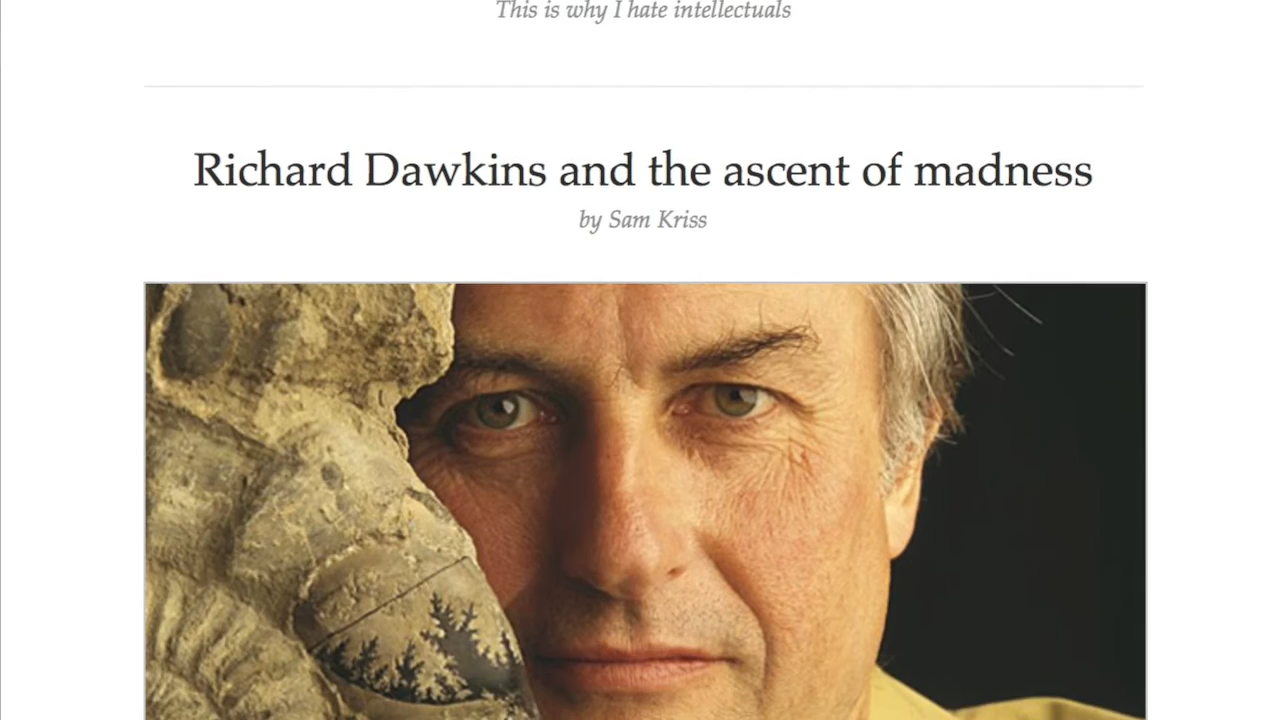 This is why I hate intellectuals
Richard Dawkins and the ascent of madness
by Sam Kriss